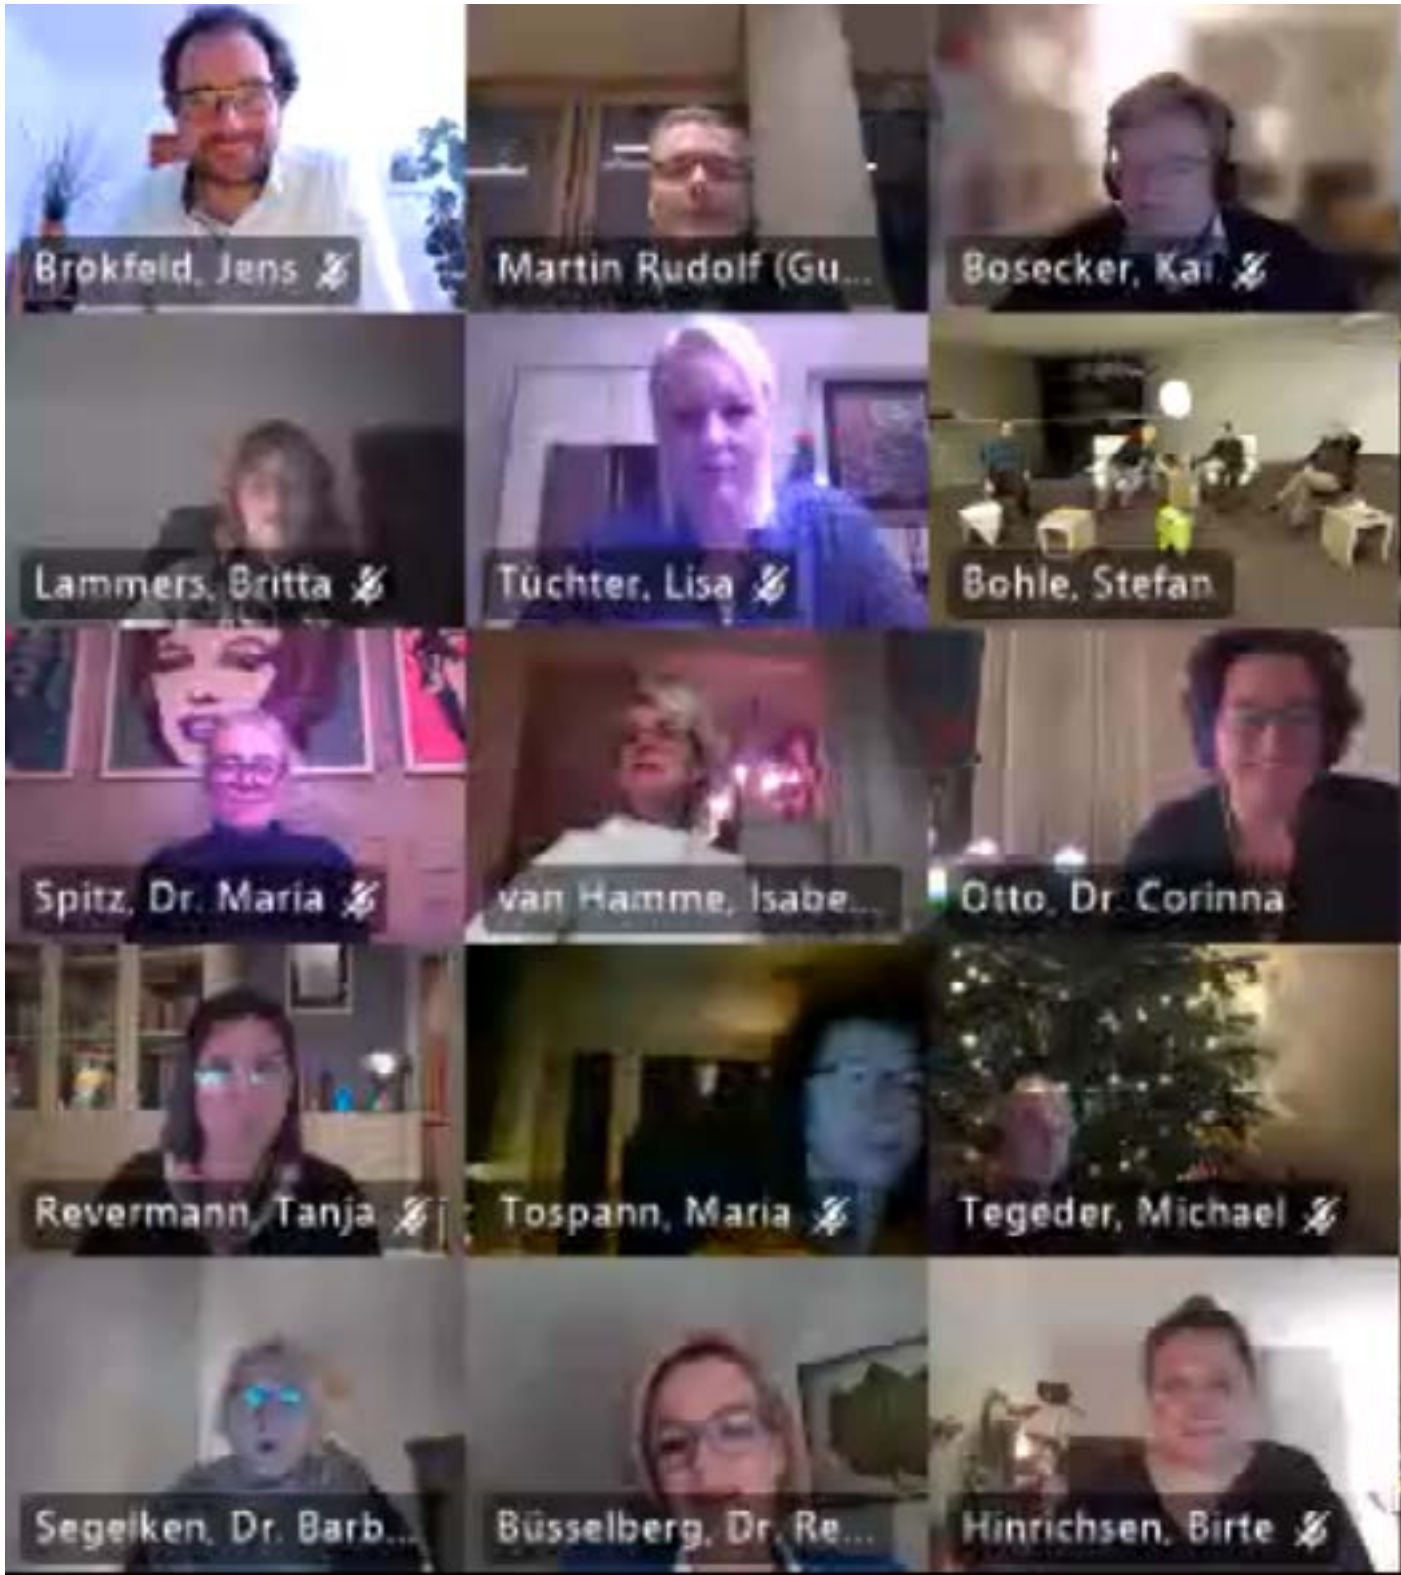 Brokfeld, Jens
Martin Rudolf (Gu...
Bosecker, Kai
Lammers, Britta
Tüchter, Lisa
Bohle, Stefan
Spitz, Dr. Maria
van Hamme, Isabe...
Otto, Dr. Corinna
Revermann, Tanja
Tospann, Maria
Tegeder, Michael
Segelken, Dr. Barb...
Büsselberg, Dr. Re...
Hinrichsen, Birte